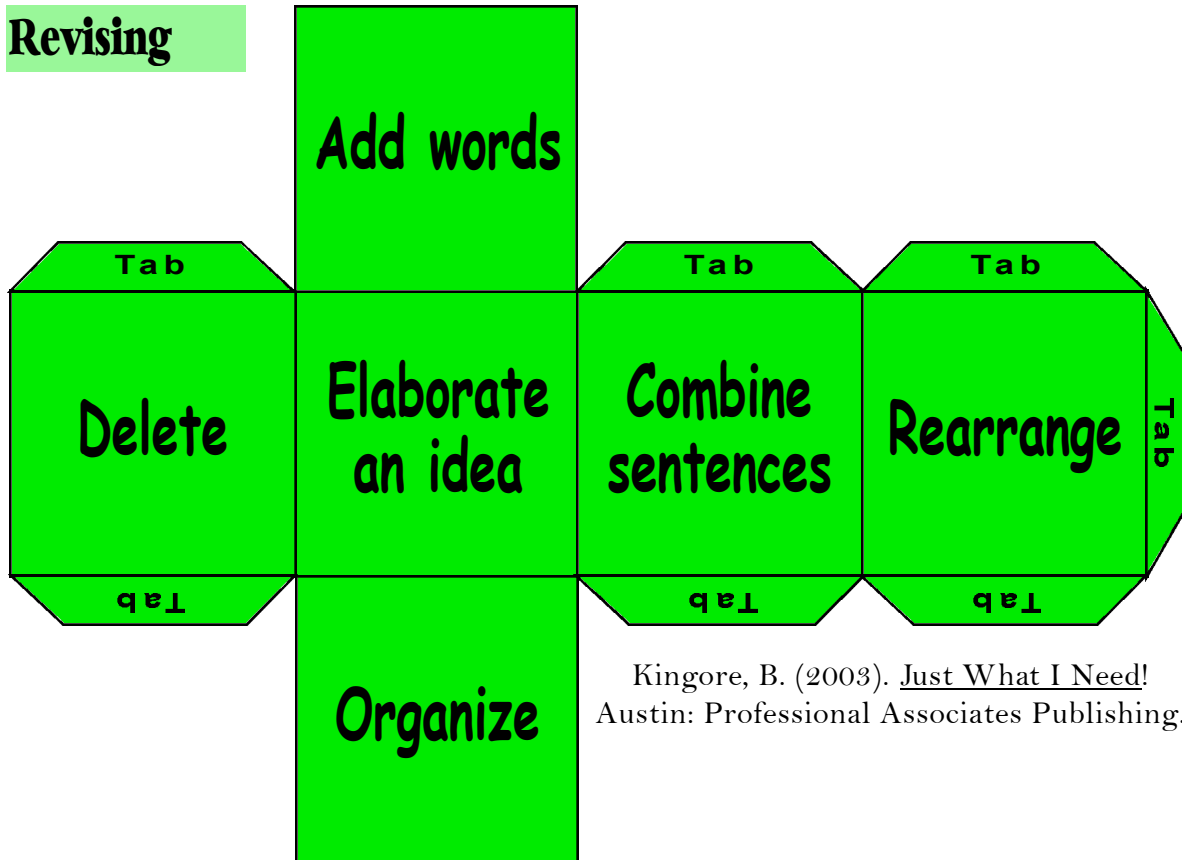 Revising
Add words
Tab
Tab
Tab
Delete
Elaborate
an idea
Combine
sentences
Rearrange
Tab
Tab
Tab
Tab
Organize
Kingore, B. (2003). Just What I Need!
Austin: Professional Associates Publishing.